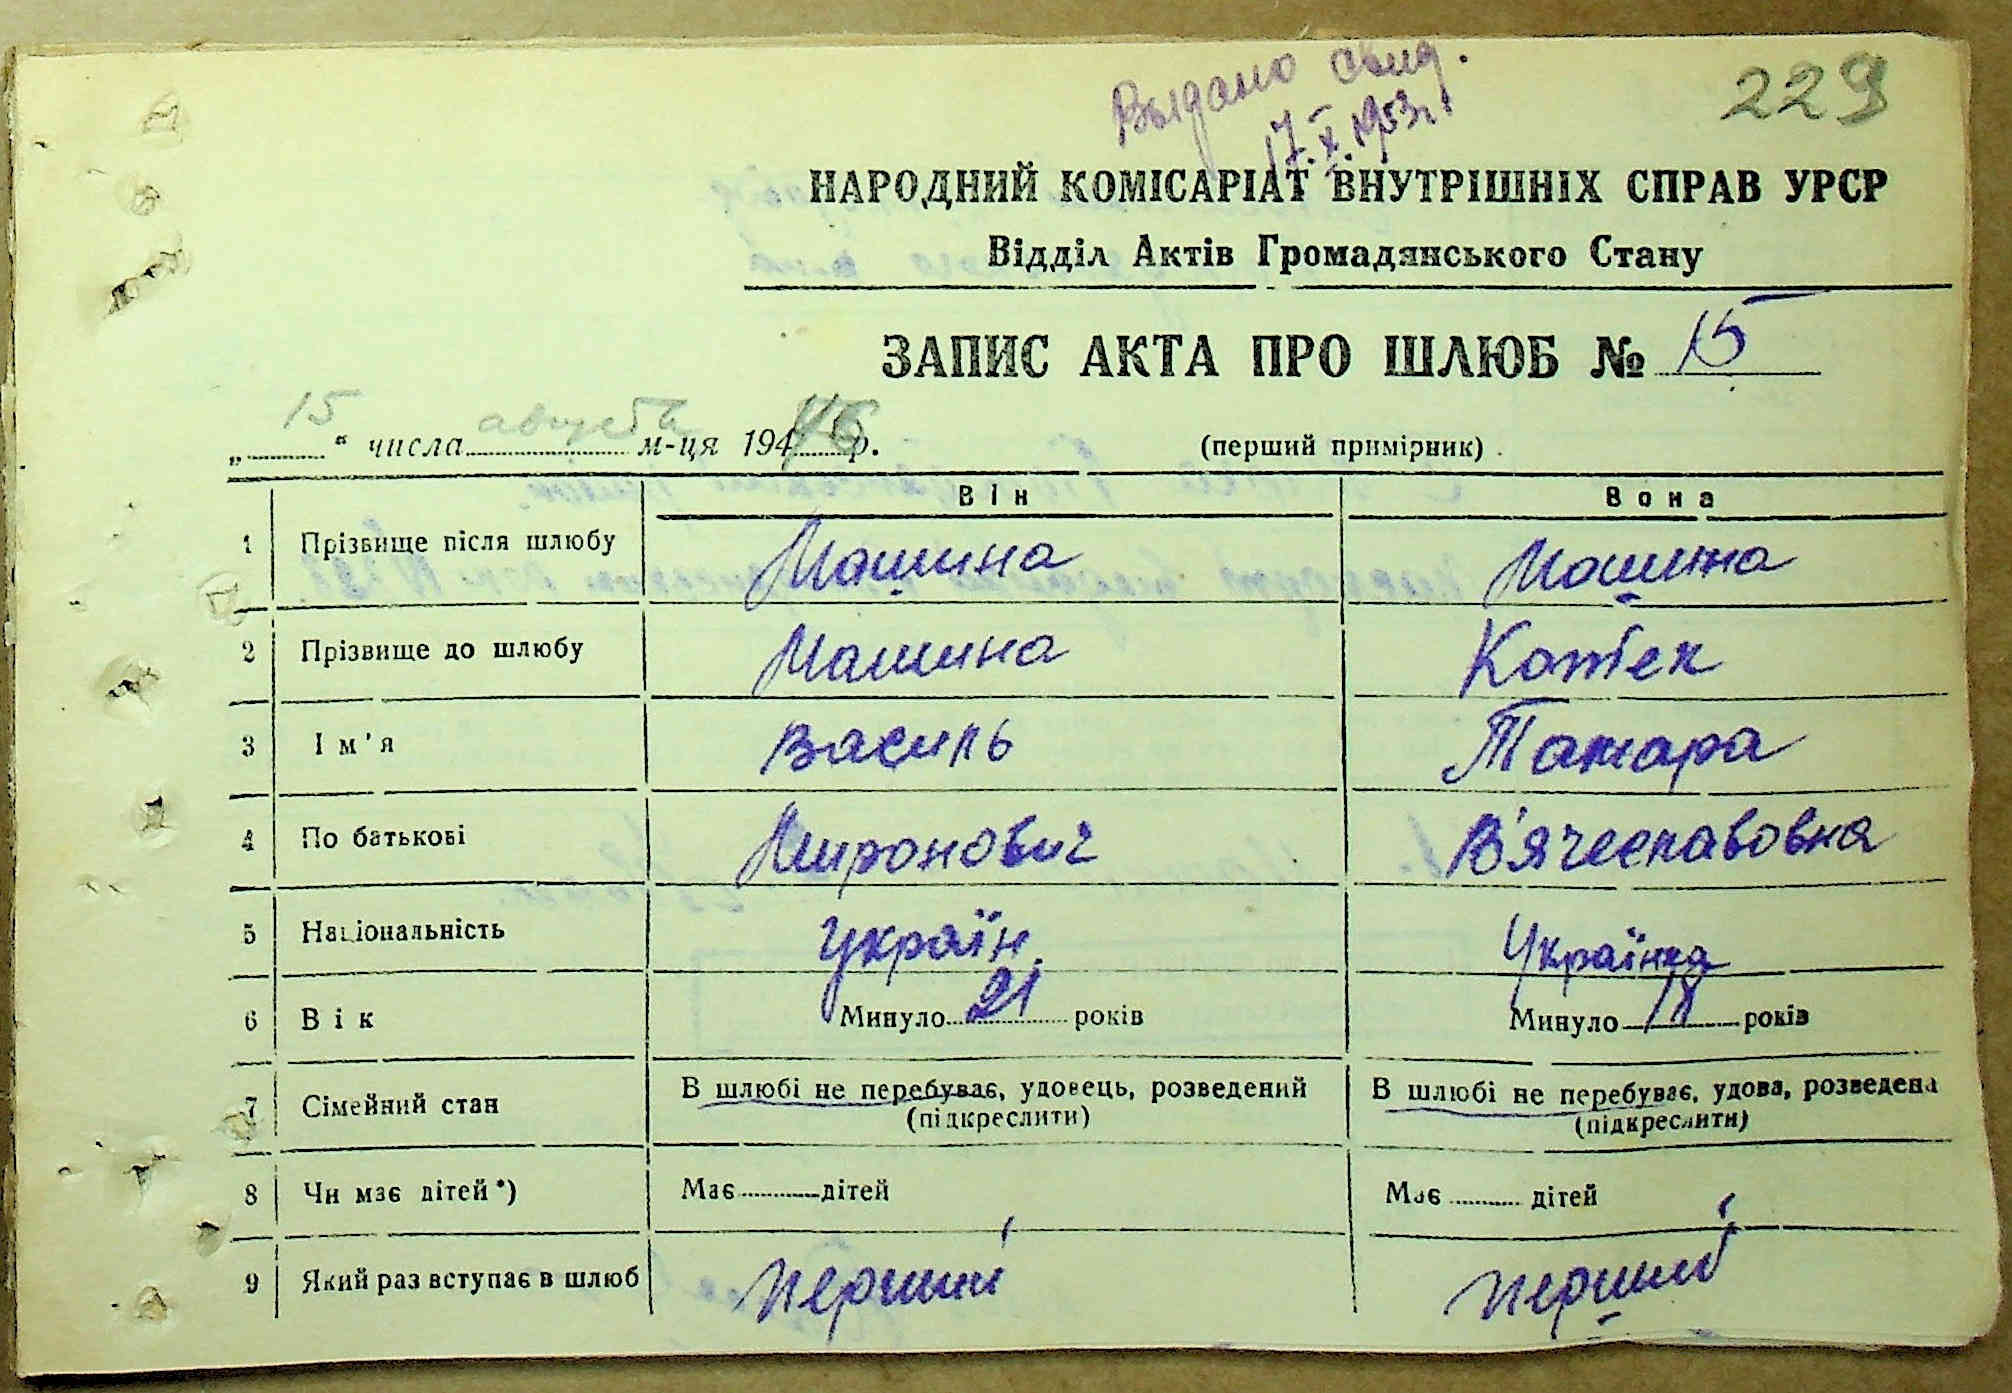 Выдано свид.
17.X.1953г.
229
НАРОДНИЙ КОМІСАРІАТ ВНУТРІШНІХ СПРАВ УРСР
Відділ Актів Громадянського Стану
ЗАПИС АКТА ПРО ШЛЮБ № 15
„15“ числа августа м-ця 1946 р. (перший примірник)
Він Вона
1 Прізвище після шлюбу Машина Машина
2 Прізвище до шлюбу Машина Котек
3 Ім'я Василь Тамара
4 По батькові Миронович В'ячеславовна
5 Національність україн. Українка
6 Вік Минуло 21 років Минуло 18 років
7 Сімейний стан В шлюбі не перебуває, удовець, розведений В шлюбі не перебуває, удова, розведена
(підкреслити) (підкреслити)
8 Чи має дітей*) Має дітей Має дітей
9 Який раз вступає в шлюб перший перший